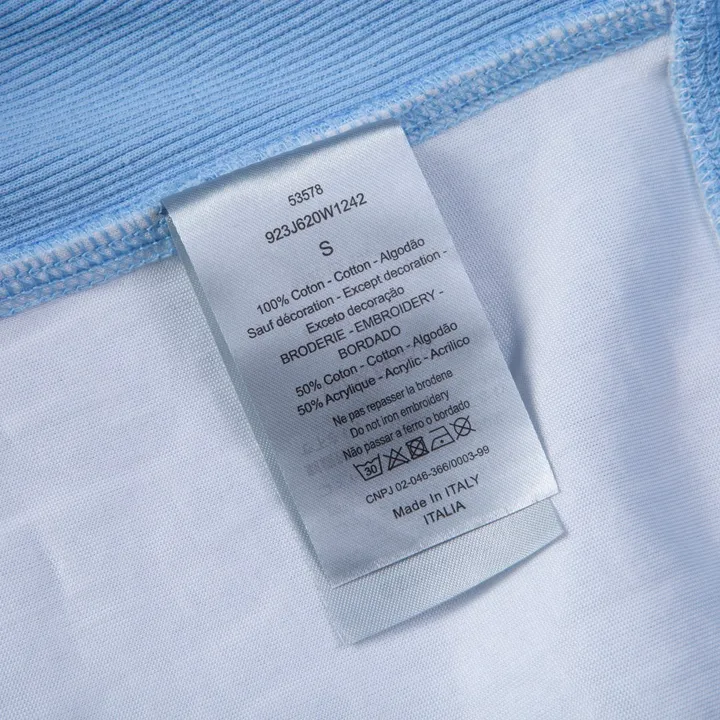 53578
923J620W1242
S
100% Coton - Cotton - Algodão
Sauf décoration - Except decoration -
Exceto decoração
BRODERIE - EMBROIDERY -
BORDADO
50% Coton - Cotton - Algodão
50% Acrylique - Acrylic - Acrílico
Ne pas repasser la brodene
Do not iron embroidery
Não passar a ferro o bordado
30
CNPJ 02-046-366/0003-99
Made In ITALY
ITALIA